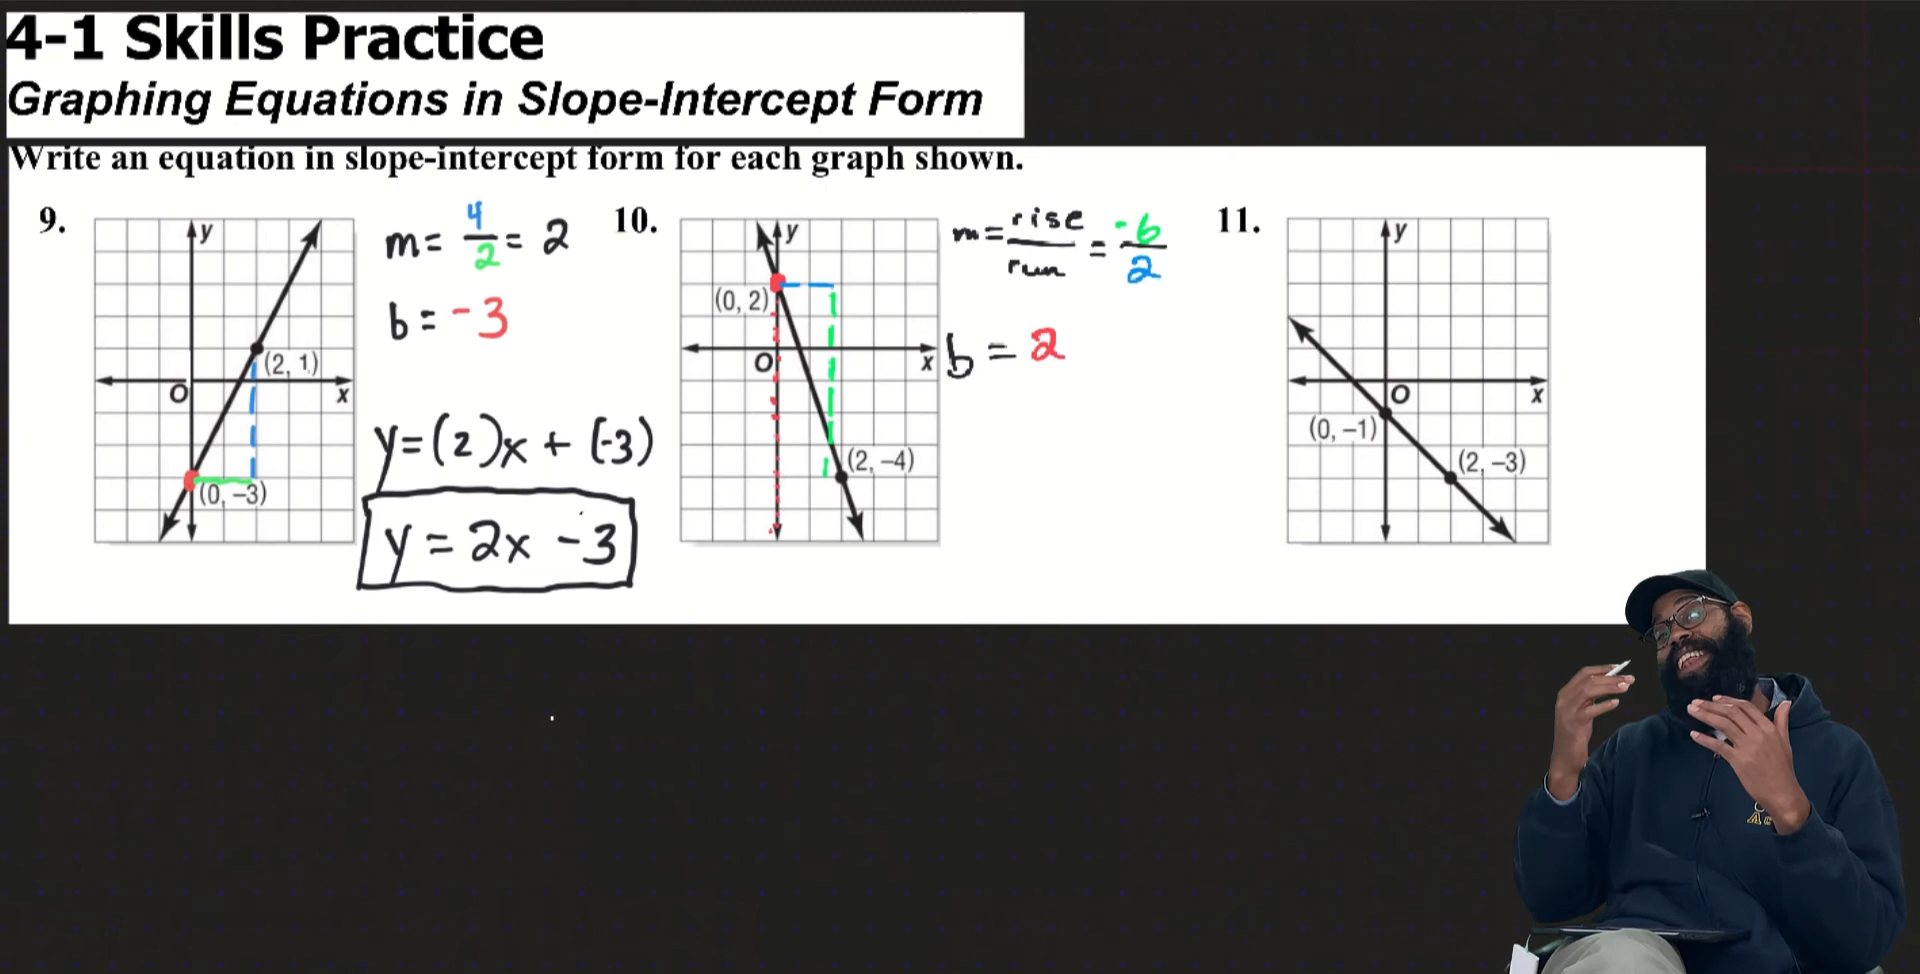 4-1 Skills Practice
Graphing Equations in Slope-Intercept Form
Write an equation in slope-intercept form for each graph shown.
9.
y
(2, 1)
O
x
(0, -3)
m = 4/2 = 2
b = -3
y = (2)x + (-3)
y = 2x - 3
10.
y
(0, 2)
O
x
(2, -4)
m = rise/run = -6/2
b = 2
11.
y
O
x
(0, -1)
(2, -3)